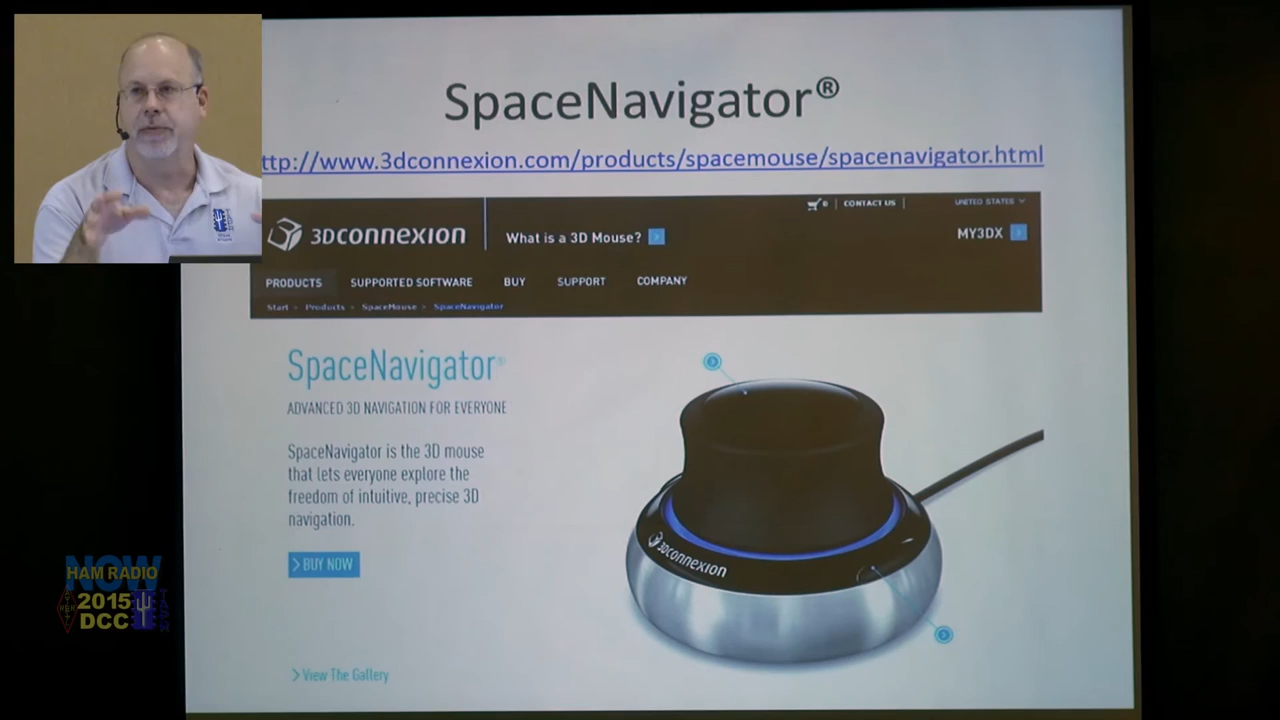 SpaceNavigator®
ttp://www.3dconnexion.com/products/spacemouse/spacenavigator.html
0 | CONTACT US | UNITED STATES
3DCONNEXION
What is a 3D Mouse?
MY3DX
PRODUCTS SUPPORTED SOFTWARE BUY SUPPORT COMPANY
Start > Products > SpaceMouse > SpaceNavigator
SpaceNavigator®
ADVANCED 3D NAVIGATION FOR EVERYONE
SpaceNavigator is the 3D mouse
that lets everyone explore the
freedom of intuitive, precise 3D
navigation.
> BUY NOW
> View The Gallery
3DCONNEXION
HAM RADIO
NOW
2015
DCC
TAPR